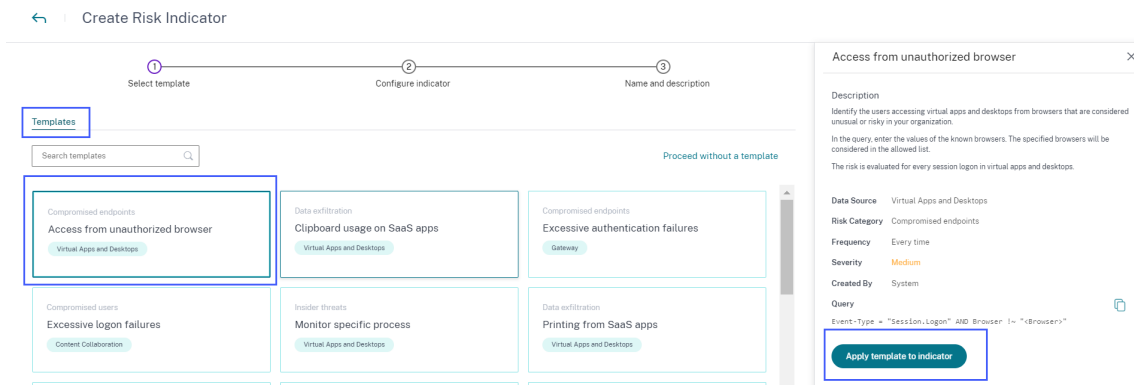 Create Risk Indicator
1
2
3
Select template
Configure indicator
Name and description
Templates
Search templates
Proceed without a template
Compromised endpoints
Access from unauthorized browser
Virtual Apps and Desktops
Data exfiltration
Clipboard usage on SaaS apps
Virtual Apps and Desktops
Compromised endpoints
Excessive authentication failures
Gateway
Compromised users
Excessive logon failures
Content Collaboration
Insider threats
Monitor specific process
Virtual Apps and Desktops
Data exfiltration
Printing from SaaS apps
Virtual Apps and Desktops
Access from unauthorized browser
Description
Identify the users accessing virtual apps and desktops from browsers that are considered
unusual or risky in your organization.
In the query, enter the values of the known browsers. The specified browsers will be
considered in the allowed list.
The risk is evaluated for every session logon in virtual apps and desktops.
Data Source Virtual Apps and Desktops
Risk Category Compromised endpoints
Frequency Every time
Severity Medium
Created By System
Query
Event-Type = "Session.Logon" AND Browser !~ "<Browser>"
Apply template to indicator